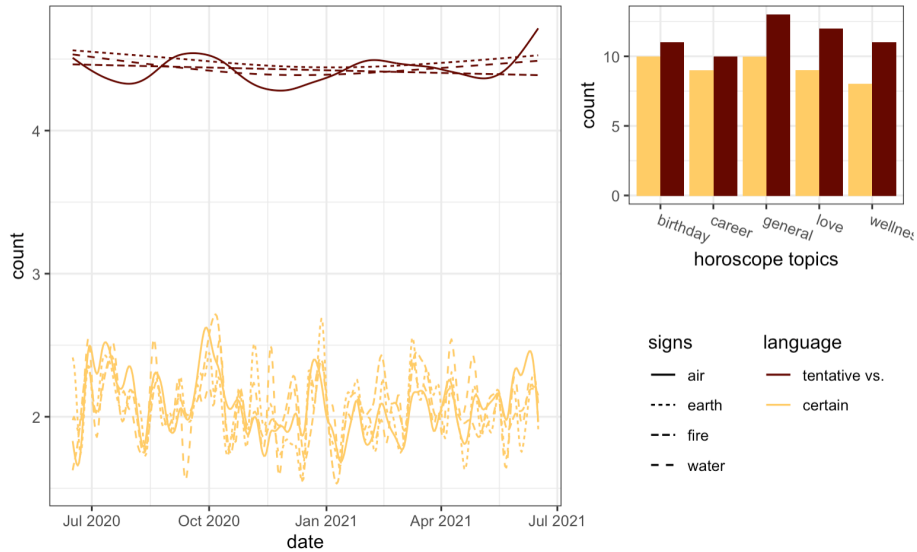 count
4
3
2
Jul 2020
Oct 2020
Jan 2021
Apr 2021
Jul 2021
date
count
10
5
0
birthday
career
general
love
wellnes
horoscope topics
signs
air
earth
fire
water
language
tentative vs.
certain